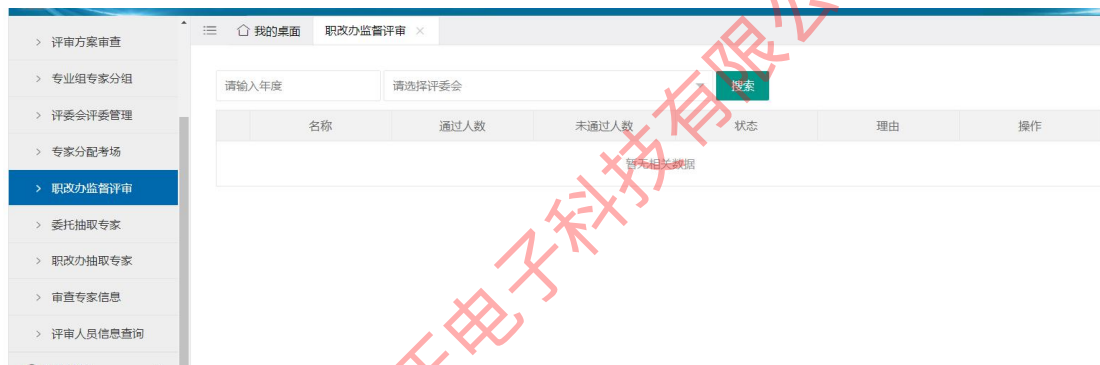 评审方案审查
专业组专家分组
评委会评委管理
专家分配考场
职改办监督评审
委托抽取专家
职改办抽取专家
审查专家信息
评审人员信息查询
我的桌面 职改办监督评审
请输入年度 请选择评委会 搜索
名称 通过人数 未通过人数 状态 理由 操作
暂无相关数据
电子科技有限公